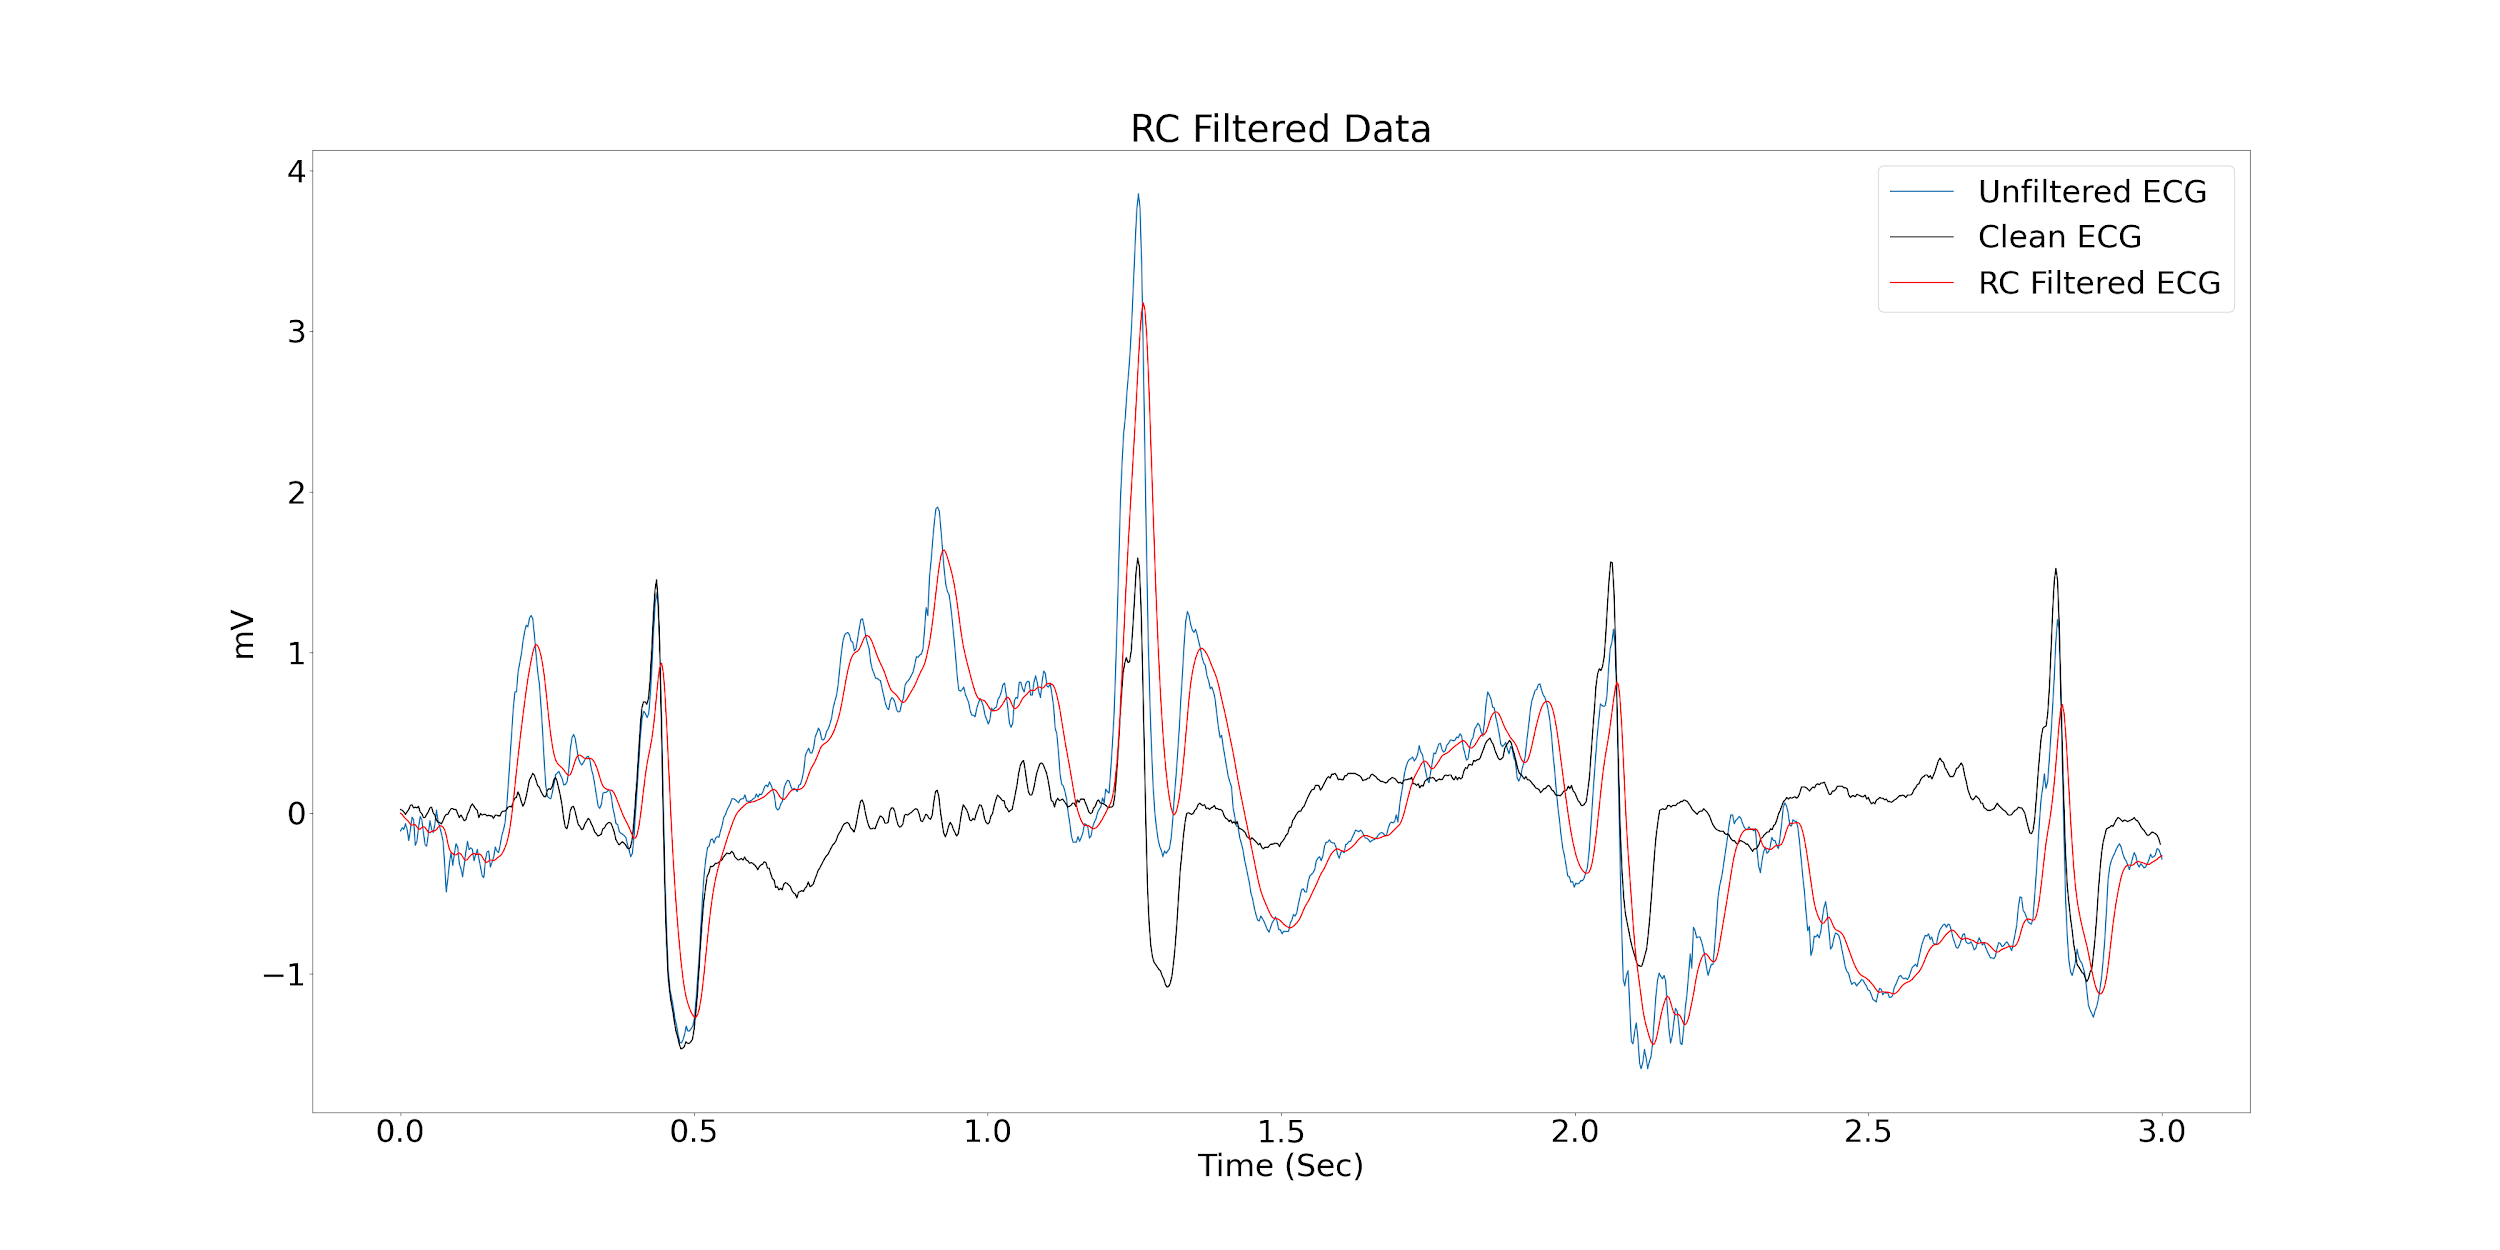 RC Filtered Data
Unfiltered ECG
Clean ECG
RC Filtered ECG
4
3
2
1
0
−1
mV
0.0 0.5 1.0 1.5 2.0 2.5 3.0
Time (Sec)